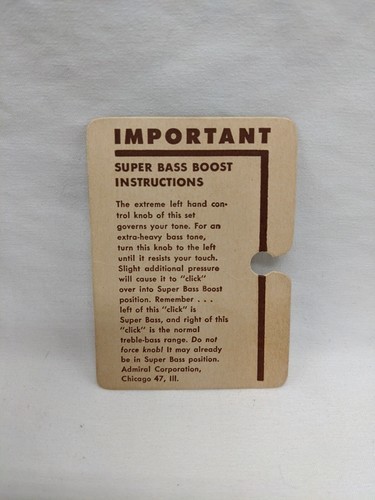 IMPORTANT
SUPER BASS BOOST
INSTRUCTIONS
The extreme left hand con-
trol knob of this set
governs your tone. For an
extra-heavy bass tone,
turn this knob to the left
until it resists your touch.
Slight additional pressure
will cause it to "click"
over into Super Bass Boost
position. Remember . . .
left of this "click" is
Super Bass, and right of this
"click" is the normal
treble-bass range. Do not
force knob! It may already
be in Super Bass position.
Admiral Corporation,
Chicago 47, Ill.